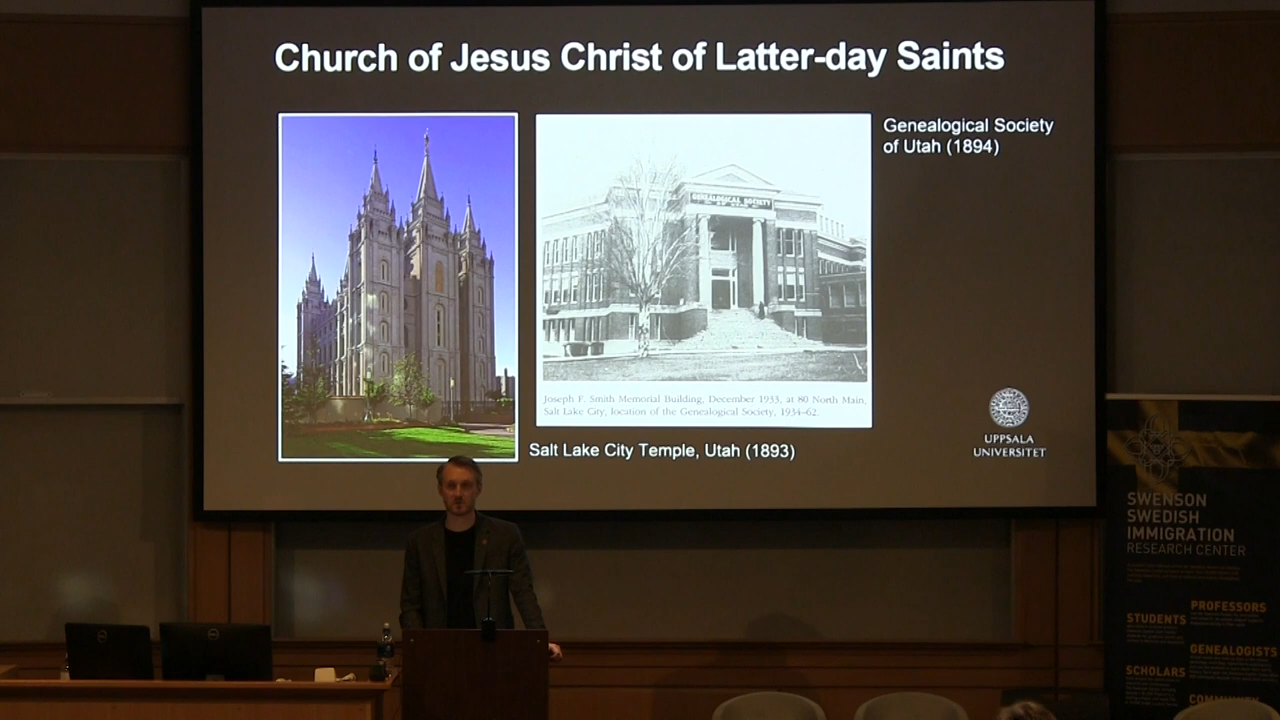 Church of Jesus Christ of Latter-day Saints
Genealogical Society
of Utah (1894)
GENEALOGICAL SOCIETY
Joseph F. Smith Memorial Building, December 1933, at 80 North Main,
Salt Lake City, location of the Genealogical Society, 1934–62.
Salt Lake City Temple, Utah (1893)
UPPSALA
UNIVERSITET
SWENSON
SWEDISH
IMMIGRATION
RESEARCH CENTER
PROFESSORS
STUDENTS
GENEALOGISTS
SCHOLARS
DELL
DELL